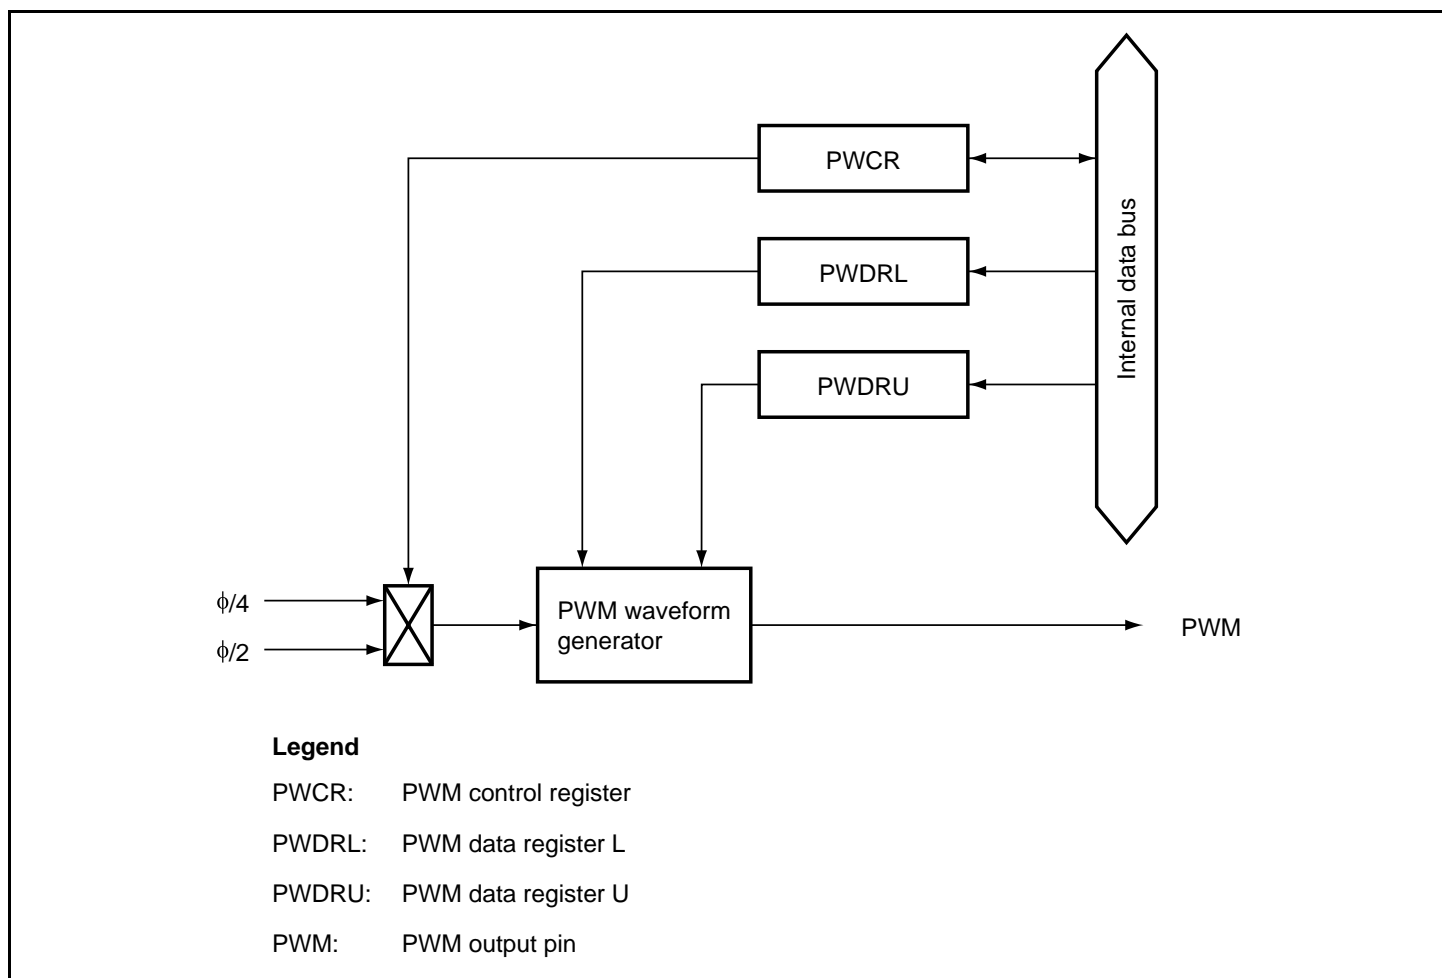 PWCR
PWDRL
PWDRU
Internal data bus
ϕ/4
ϕ/2
PWM waveform
generator
PWM
Legend
PWCR: PWM control register
PWDRL: PWM data register L
PWDRU: PWM data register U
PWM: PWM output pin